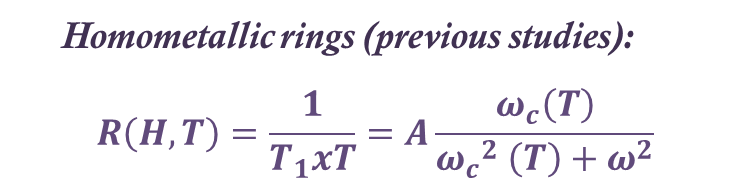 Homometallic rings (previous studies):
R(H,T) = 1/(T₁xT) = A ω_c(T)/(ω_c² (T) + ω²)